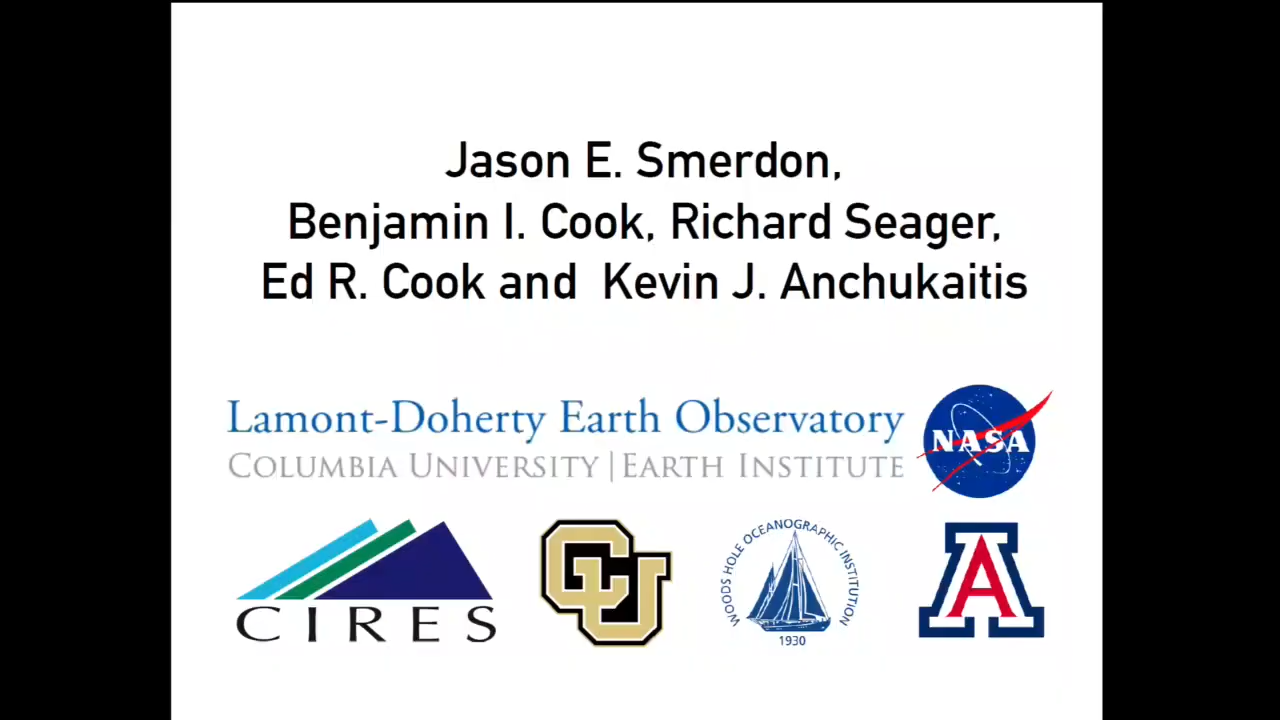 Jason E. Smerdon,
Benjamin I. Cook, Richard Seager,
Ed R. Cook and Kevin J. Anchukaitis
Lamont-Doherty Earth Observatory
COLUMBIA UNIVERSITY | EARTH INSTITUTE
NASA
CIRES
CU
WOODS HOLE OCEANOGRAPHIC INSTITUTION
1930
A